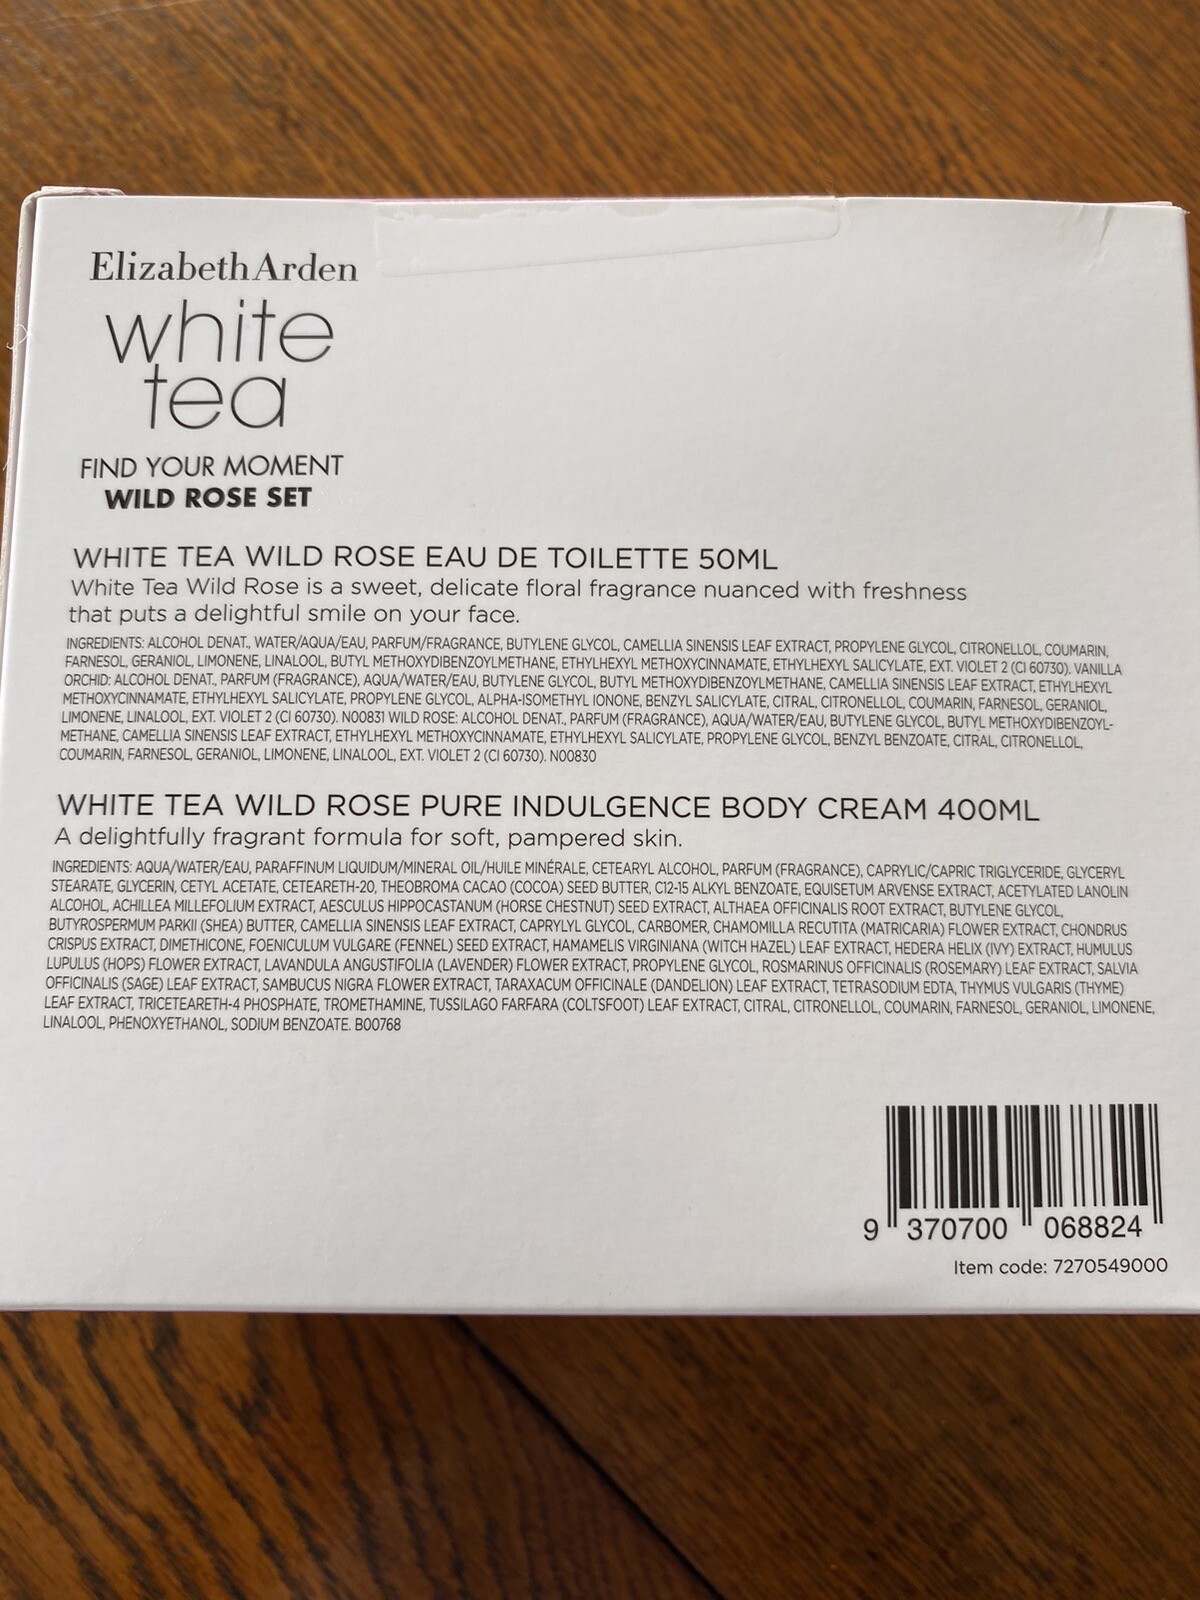 Elizabeth Arden
white
tea
FIND YOUR MOMENT
WILD ROSE SET
WHITE TEA WILD ROSE EAU DE TOILETTE 50ML
White Tea Wild Rose is a sweet, delicate floral fragrance nuanced with freshness
that puts a delightful smile on your face.
INGREDIENTS: ALCOHOL DENAT., WATER/AQUA/EAU, PARFUM/FRAGRANCE, BUTYLENE GLYCOL, CAMELLIA SINENSIS LEAF EXTRACT, PROPYLENE GLYCOL, CITRONELLOL, COUMARIN,
FARNESOL, GERANIOL, LIMONENE, LINALOOL, BUTYL METHOXYDIBENZOYLMETHANE, ETHYLHEXYL METHOXYCINNAMATE, ETHYLHEXYL SALICYLATE, EXT. VIOLET 2 (CI 60730). VANILLA
ORCHID: ALCOHOL DENAT., PARFUM (FRAGRANCE), AQUA/WATER/EAU, BUTYLENE GLYCOL, BUTYL METHOXYDIBENZOYLMETHANE, CAMELLIA SINENSIS LEAF EXTRACT, ETHYLHEXYL
METHOXYCINNAMATE, ETHYLHEXYL SALICYLATE, PROPYLENE GLYCOL, ALPHA-ISOMETHYL IONONE, BENZYL SALICYLATE, CITRAL, CITRONELLOL, COUMARIN, FARNESOL, GERANIOL,
LIMONENE, LINALOOL, EXT. VIOLET 2 (CI 60730). N00831 WILD ROSE: ALCOHOL DENAT., PARFUM (FRAGRANCE), AQUA/WATER/EAU, BUTYLENE GLYCOL, BUTYL METHOXYDIBENZOYL-
METHANE, CAMELLIA SINENSIS LEAF EXTRACT, ETHYLHEXYL METHOXYCINNAMATE, ETHYLHEXYL SALICYLATE, PROPYLENE GLYCOL, BENZYL BENZOATE, CITRAL, CITRONELLOL,
COUMARIN, FARNESOL, GERANIOL, LIMONENE, LINALOOL, EXT. VIOLET 2 (CI 60730). N00830
WHITE TEA WILD ROSE PURE INDULGENCE BODY CREAM 400ML
A delightfully fragrant formula for soft, pampered skin.
INGREDIENTS: AQUA/WATER/EAU, PARAFFINUM LIQUIDUM/MINERAL OIL/HUILE MINÉRALE, CETEARYL ALCOHOL, PARFUM (FRAGRANCE), CAPRYLIC/CAPRIC TRIGLYCERIDE, GLYCERYL
STEARATE, GLYCERIN, CETYL ACETATE, CETEARETH-20, THEOBROMA CACAO (COCOA) SEED BUTTER, C12-15 ALKYL BENZOATE, EQUISETUM ARVENSE EXTRACT, ACETYLATED LANOLIN
ALCOHOL, ACHILLEA MILLEFOLIUM EXTRACT, AESCULUS HIPPOCASTANUM (HORSE CHESTNUT) SEED EXTRACT, ALTHAEA OFFICINALIS ROOT EXTRACT, BUTYLENE GLYCOL,
BUTYROSPERMUM PARKII (SHEA) BUTTER, CAMELLIA SINENSIS LEAF EXTRACT, CAPRYLYL GLYCOL, CARBOMER, CHAMOMILLA RECUTITA (MATRICARIA) FLOWER EXTRACT, CHONDRUS
CRISPUS EXTRACT, DIMETHICONE, FOENICULUM VULGARE (FENNEL) SEED EXTRACT, HAMAMELIS VIRGINIANA (WITCH HAZEL) LEAF EXTRACT, HEDERA HELIX (IVY) EXTRACT, HUMULUS
LUPULUS (HOPS) FLOWER EXTRACT, LAVANDULA ANGUSTIFOLIA (LAVENDER) FLOWER EXTRACT, PROPYLENE GLYCOL, ROSMARINUS OFFICINALIS (ROSEMARY) LEAF EXTRACT, SALVIA
OFFICINALIS (SAGE) LEAF EXTRACT, SAMBUCUS NIGRA FLOWER EXTRACT, TARAXACUM OFFICINALE (DANDELION) LEAF EXTRACT, TETRASODIUM EDTA, THYMUS VULGARIS (THYME)
LEAF EXTRACT, TRICETEARETH-4 PHOSPHATE, TROMETHAMINE, TUSSILAGO FARFARA (COLTSFOOT) LEAF EXTRACT, CITRAL, CITRONELLOL, COUMARIN, FARNESOL, GERANIOL, LIMONENE,
LINALOOL, PHENOXYETHANOL, SODIUM BENZOATE. B00768
9 370700 068824
Item code: 7270549000